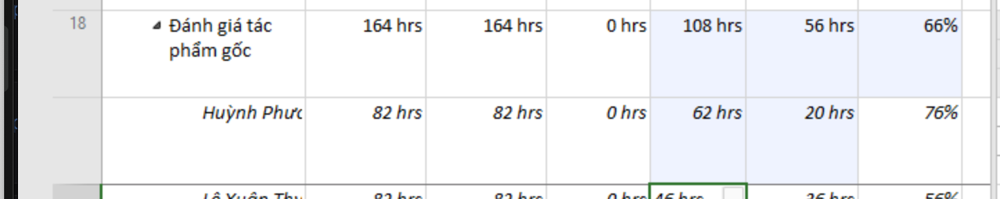 18 Đánh giá tác 164 hrs 164 hrs 0 hrs 108 hrs 56 hrs 66%
phẩm gốc
Huỳnh Phươ 82 hrs 82 hrs 0 hrs 62 hrs 20 hrs 76%
Lê Xuân Thy 82 hrs 82 hrs 0 hrs 46 hrs 36 hrs 56%